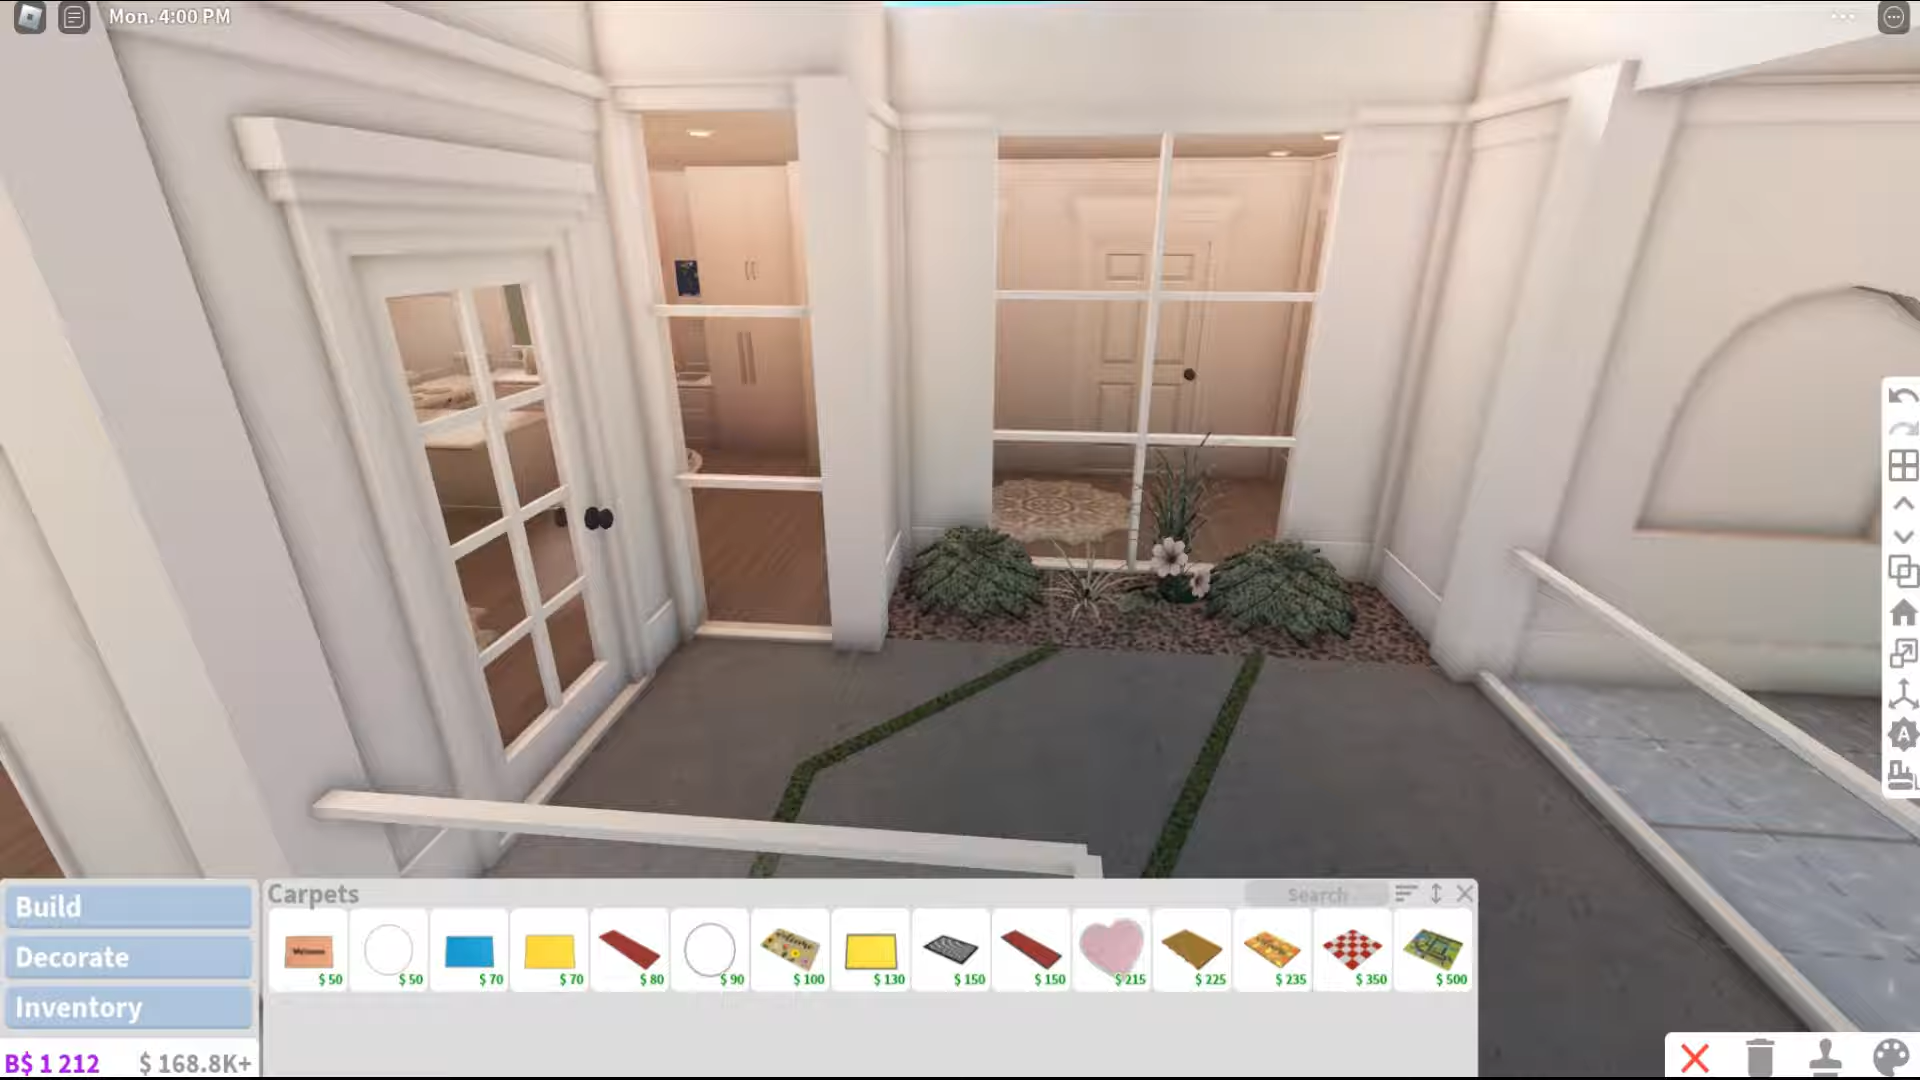 Mon. 4:00 PM
Build
Decorate
Inventory
B$ 1 212 $ 168.8K+
Carpets
Search
Welcome
$ 50 $ 50 $ 70 $ 70 $ 80 $ 90 $ 100 $ 130 $ 150 $ 150 $ 215 $ 225 $ 235 $ 350 $ 500
A